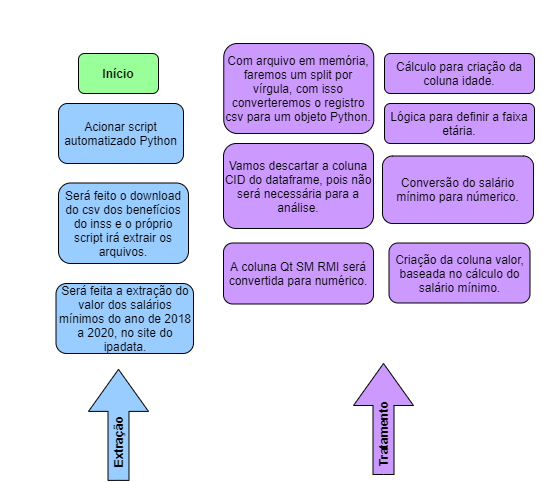 Início
Acionar script
automatizado Python
Será feito o download
do csv dos benefícios
do inss e o próprio
script irá extrair os
arquivos.
Será feita a extração do
valor dos salários
mínimos do ano de 2018
a 2020, no site do
ipadata.
Extração
Com arquivo em memória,
faremos um split por
vírgula, com isso
converteremos o registro
csv para um objeto Python.
Vamos descartar a coluna
CID do dataframe, pois não
será necessária para a
análise.
A coluna Qt SM RMI será
convertida para numérico.
Cálculo para criação da
coluna idade.
Lógica para definir a faixa
etária.
Conversão do salário
mínimo para númerico.
Criação da coluna valor,
baseada no cálculo do
salário mínimo.
Tratamento